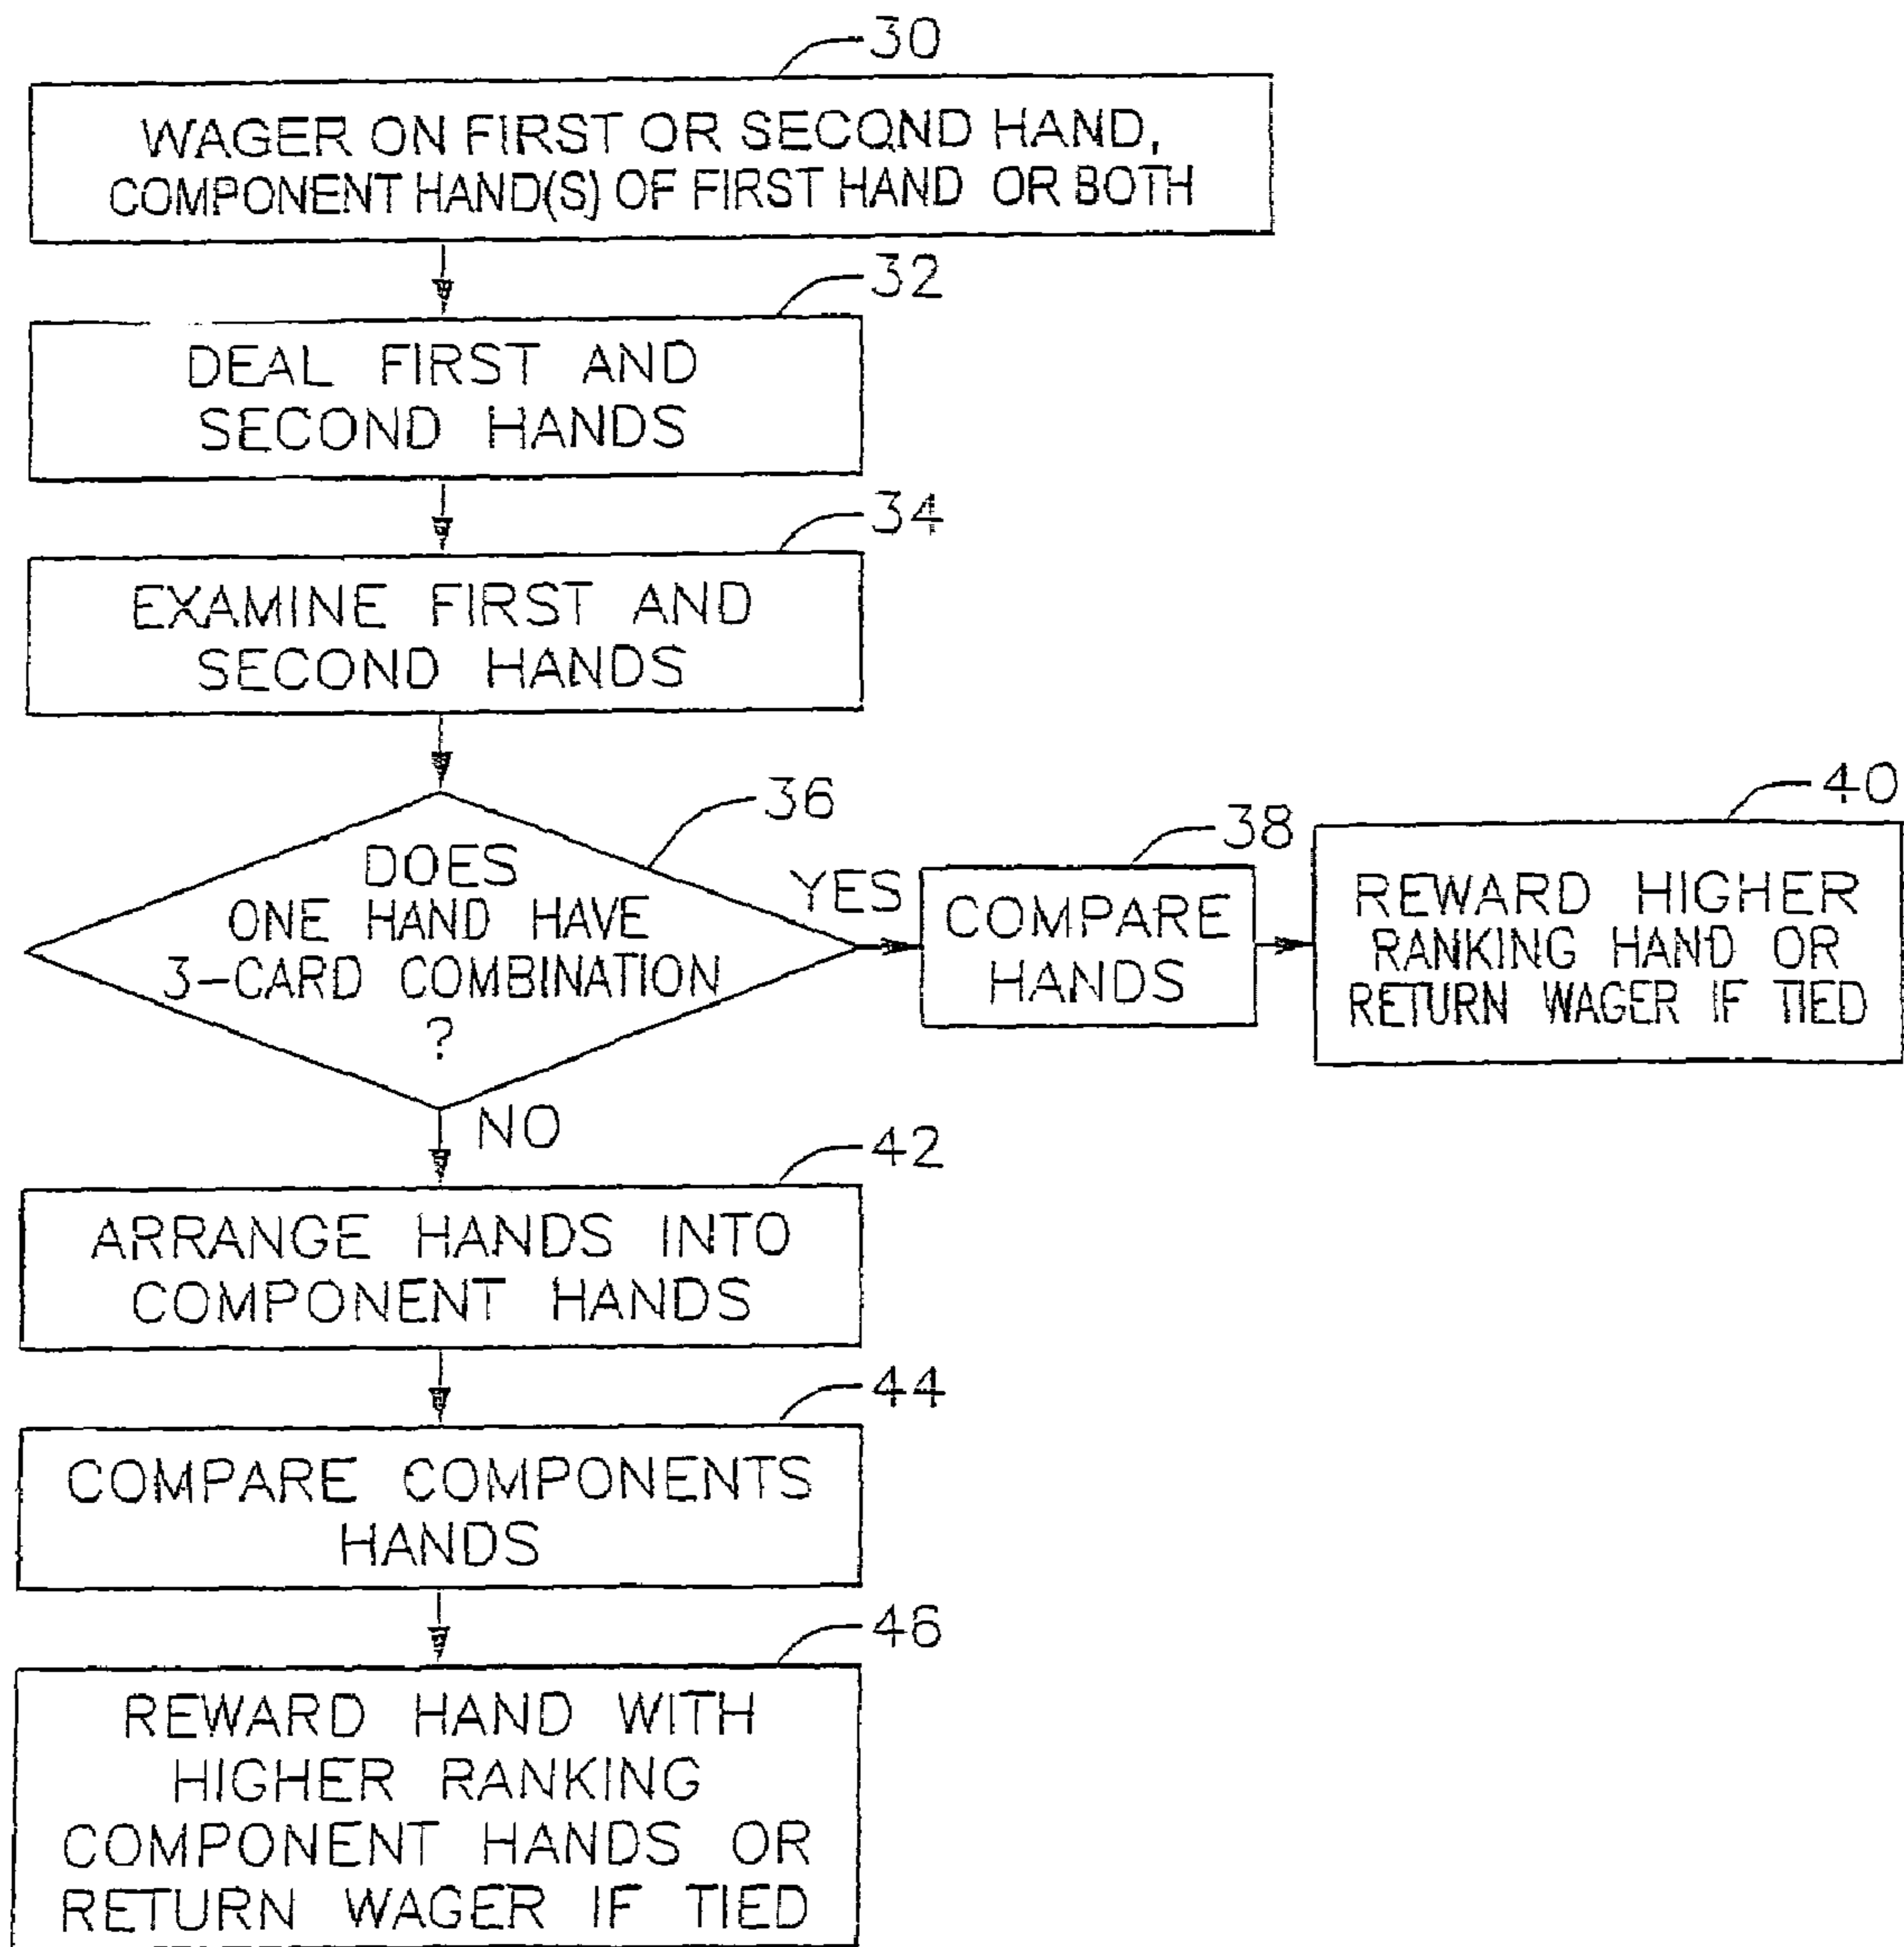 30
WAGER ON FIRST OR SECOND HAND,
COMPONENT HAND(S) OF FIRST HAND OR BOTH
32
DEAL FIRST AND
SECOND HANDS
34
EXAMINE FIRST AND
SECOND HANDS
36
DOES
ONE HAND HAVE
3-CARD COMBINATION
?
YES
38
COMPARE
HANDS
40
REWARD HIGHER
RANKING HAND OR
RETURN WAGER IF TIED
NO
42
ARRANGE HANDS INTO
COMPONENT HANDS
44
COMPARE COMPONENTS
HANDS
46
REWARD HAND WITH
HIGHER RANKING
COMPONENT HANDS OR
RETURN WAGER IF TIED